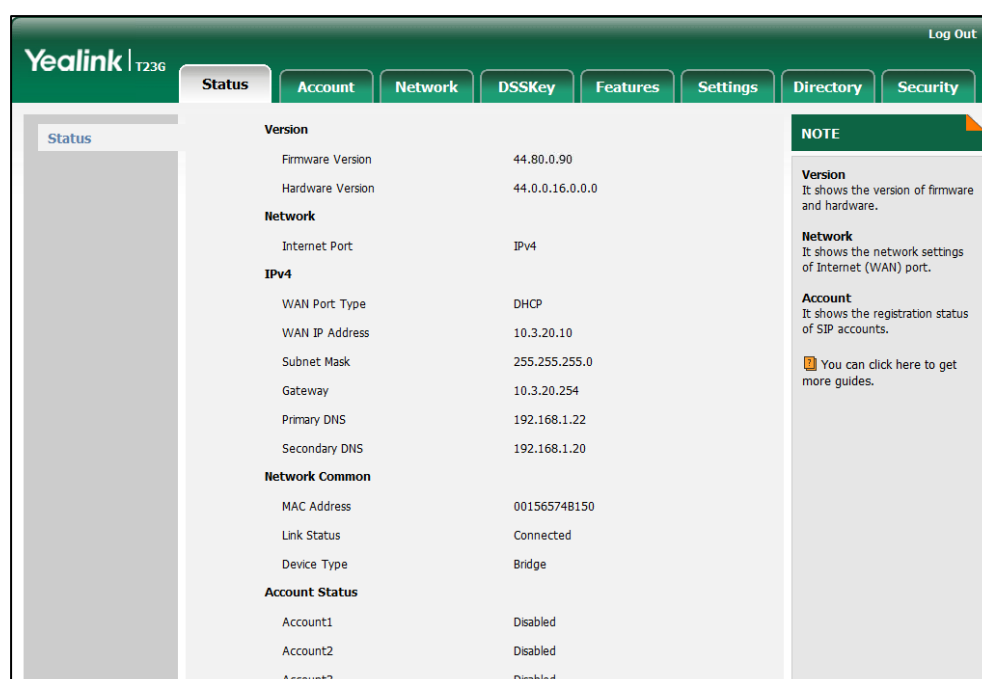 Log Out
Yealink T23G
Status Account Network DSSKey Features Settings Directory Security
Status
Version
Firmware Version 44.80.0.90
Hardware Version 44.0.0.16.0.0.0
Network
Internet Port IPv4
IPv4
WAN Port Type DHCP
WAN IP Address 10.3.20.10
Subnet Mask 255.255.255.0
Gateway 10.3.20.254
Primary DNS 192.168.1.22
Secondary DNS 192.168.1.20
Network Common
MAC Address 00156574B150
Link Status Connected
Device Type Bridge
Account Status
Account1 Disabled
Account2 Disabled
NOTE
Version
It shows the version of firmware
and hardware.
Network
It shows the network settings
of Internet (WAN) port.
Account
It shows the registration status
of SIP accounts.
You can click here to get
more guides.